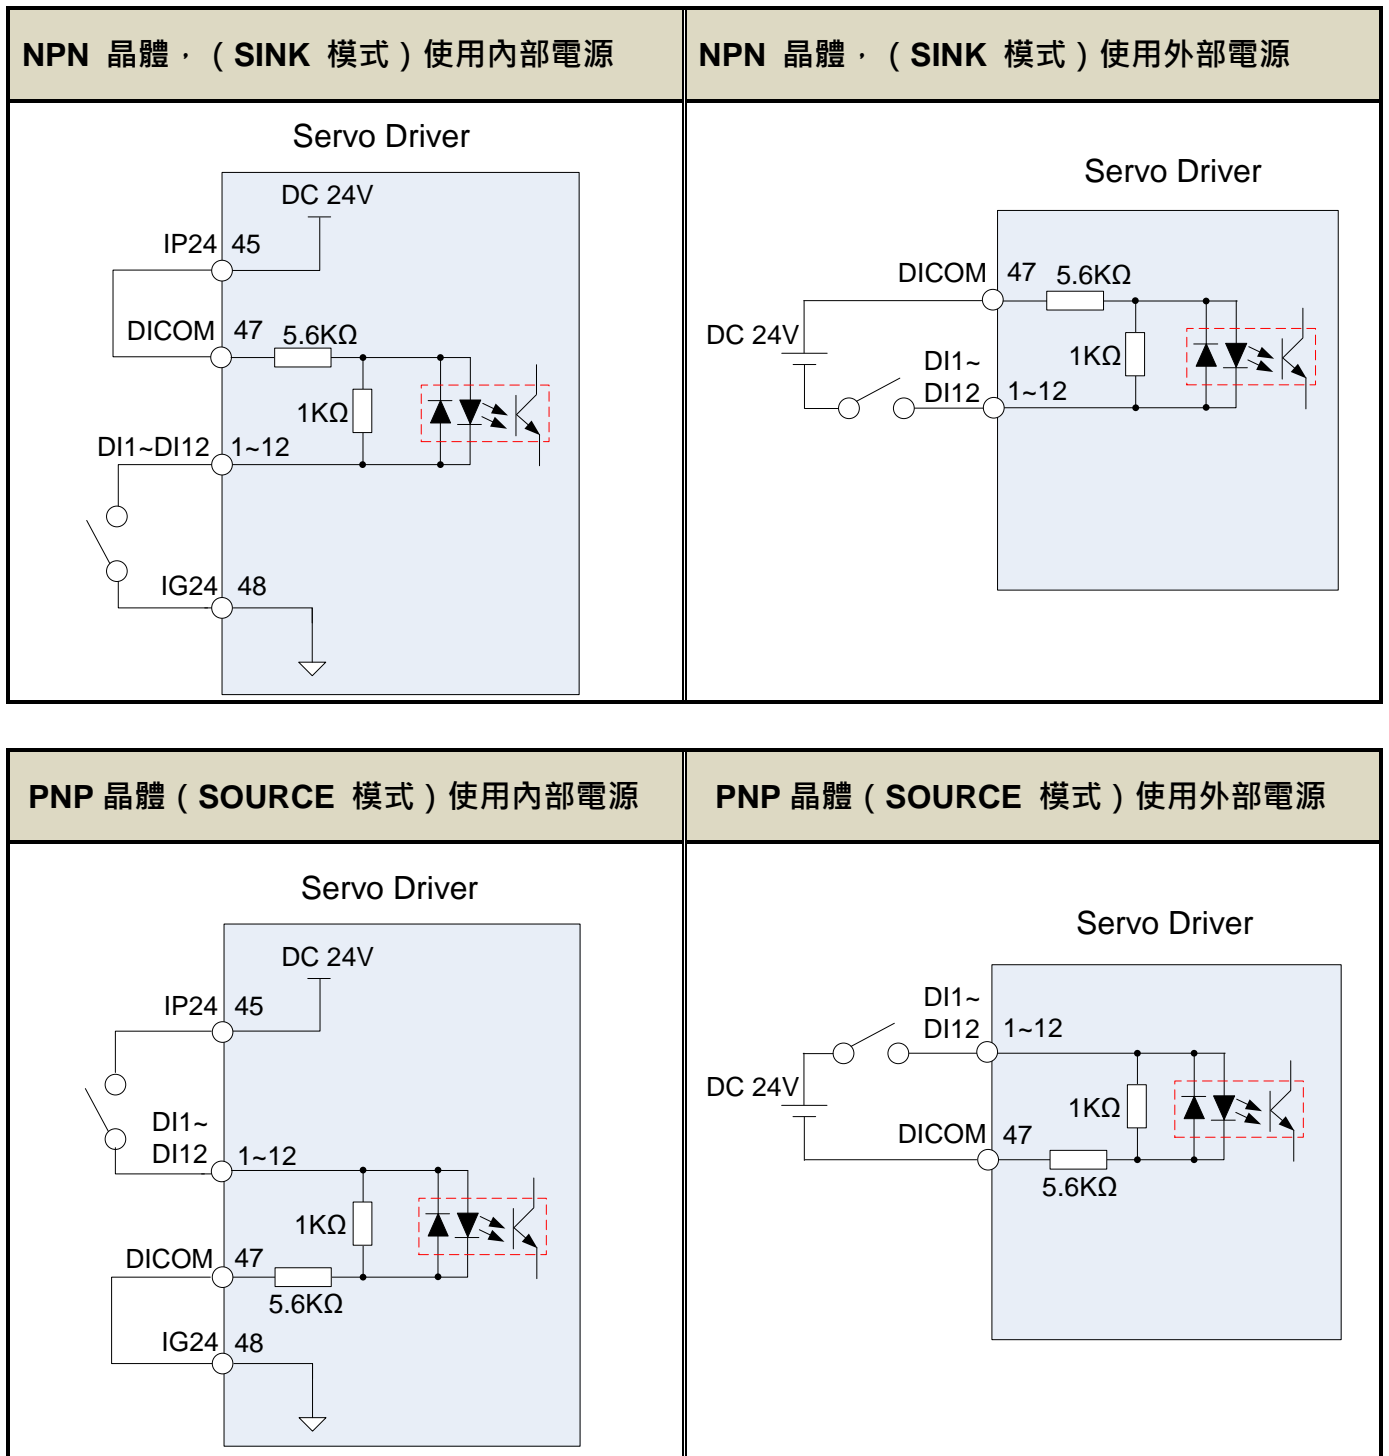 NPN 晶體，（SINK 模式）使用內部電源
NPN 晶體，（SINK 模式）使用外部電源
Servo Driver
DC 24V
IP24 45
DICOM 47 5.6KΩ
1KΩ
DI1~DI12 1~12
IG24 48
Servo Driver
DICOM 47 5.6KΩ
DC 24V
1KΩ
DI1~
DI12 1~12
PNP 晶體（SOURCE 模式）使用內部電源
PNP 晶體（SOURCE 模式）使用外部電源
Servo Driver
DC 24V
IP24 45
DI1~
DI12 1~12
1KΩ
DICOM 47
5.6KΩ
IG24 48
Servo Driver
DI1~
DI12 1~12
DC 24V
1KΩ
DICOM 47
5.6KΩ